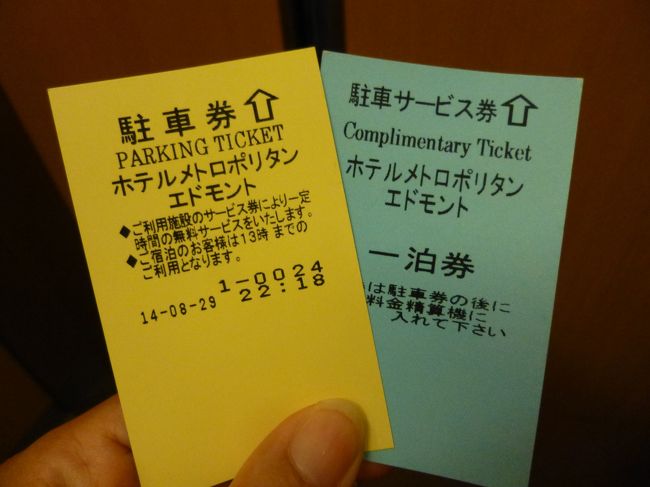 駐車券
PARKING TICKET
ホテルメトロポリタン
エドモント
◆ご利用施設のサービス券により一定
時間の無料サービスをいたします。
◆ご宿泊のお客様は13時までの
ご利用となります。
1-0024
14-08-29 22:18
駐車サービス券
Complimentary Ticket
ホテルメトロポリタン
エドモント
一泊券
は駐車券の後に
料金精算機に
入れて下さい